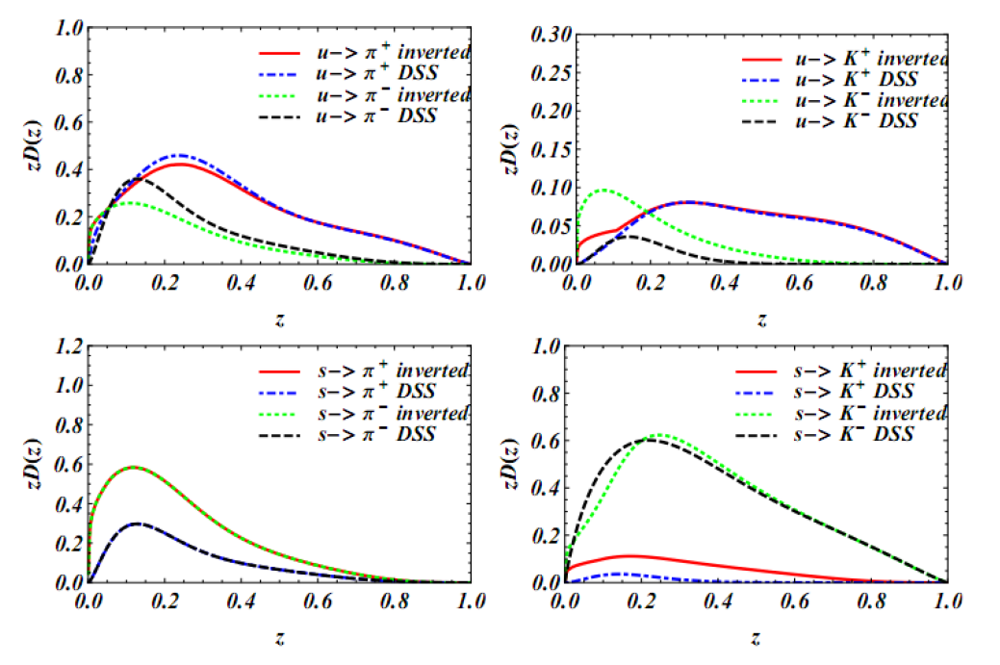 1.0
0.8
0.6
0.4
0.2
0.0
zD(z)
u−> π+ inverted
u−> π+ DSS
u−> π− inverted
u−> π− DSS
0.0 0.2 0.4 0.6 0.8 1.0
z
0.30
0.25
0.20
0.15
0.10
0.05
0.00
zD(z)
u−> K+ inverted
u−> K+ DSS
u−> K− inverted
u−> K− DSS
0.0 0.2 0.4 0.6 0.8 1.0
z
1.2
1.0
0.8
0.6
0.4
0.2
0.0
zD(z)
s−> π+ inverted
s−> π+ DSS
s−> π− inverted
s−> π− DSS
0.0 0.2 0.4 0.6 0.8 1.0
z
1.0
0.8
0.6
0.4
0.2
0.0
zD(z)
s−> K+ inverted
s−> K+ DSS
s−> K− inverted
s−> K− DSS
0.0 0.2 0.4 0.6 0.8 1.0
z